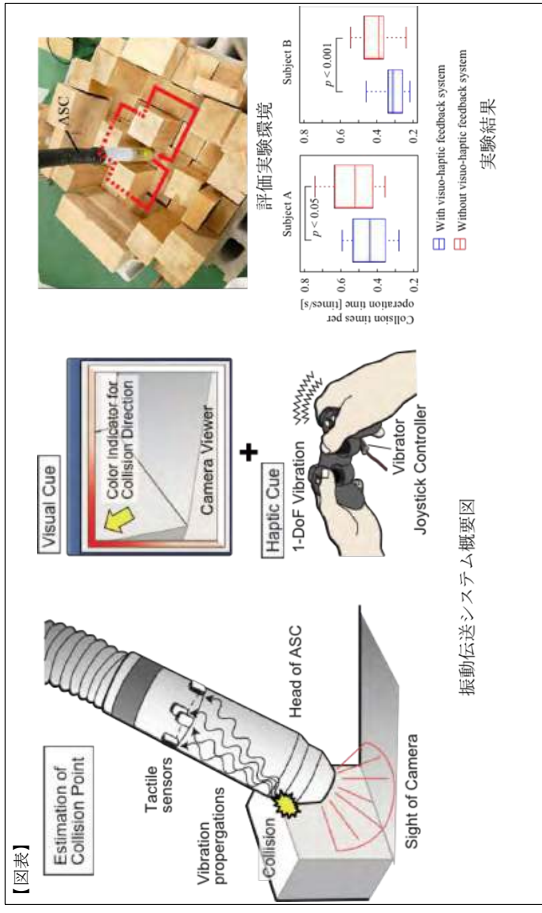 【図表】
Estimation of
Collision Point
Tactile
sensors
Vibration
propergations
Collision
Head of ASC
Sight of Camera
Visual Cue
Color Indicator for
Collision Direction
Camera Viewer
Haptic Cue
1-DoF Vibration
Vibrator
Joystick Controller
振動伝送システム概要図
ASC
評価実験環境
Collision times per
operation time [times/s]
Subject A
p < 0.05
0.8
0.6
0.4
0.2
Subject B
p < 0.001
0.8
0.6
0.4
0.2
With visuo-haptic feedback system
Without visuo-haptic feedback system
実験結果